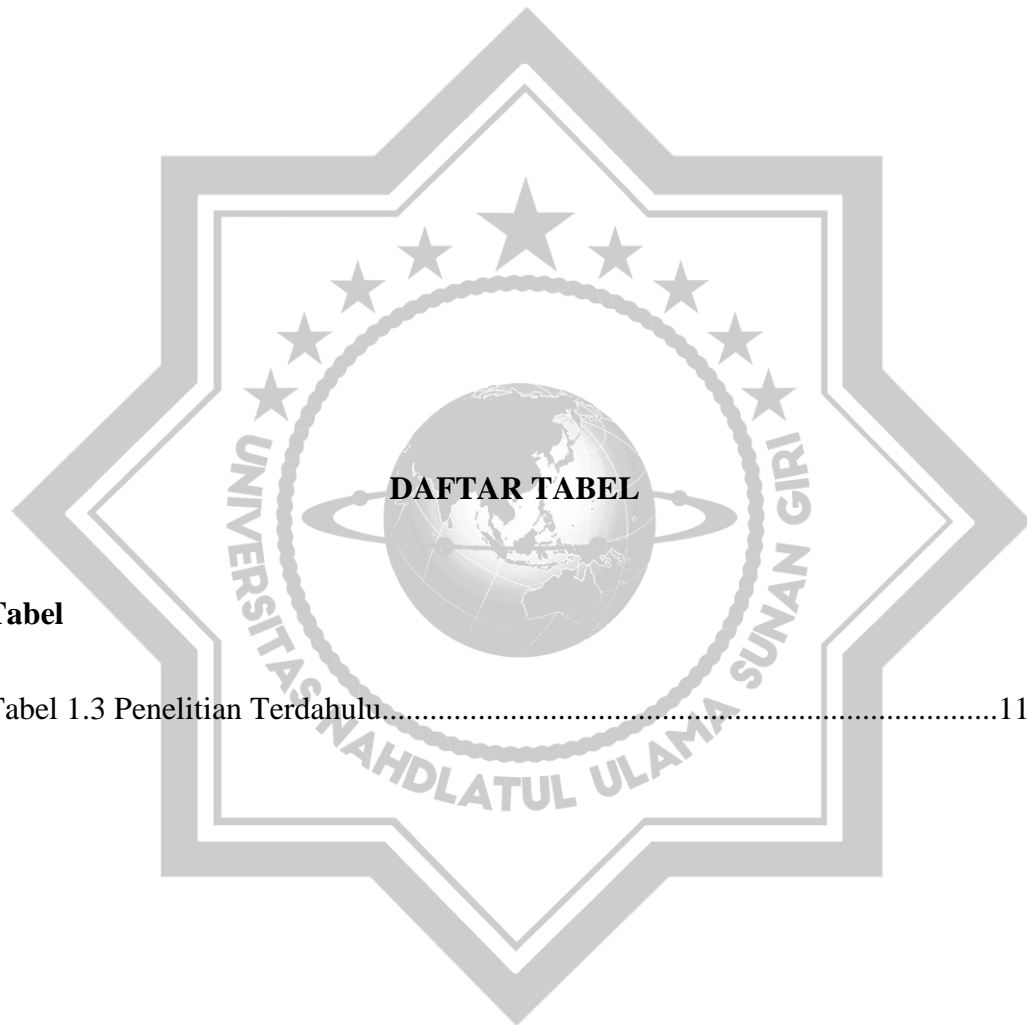 DAFTAR TABEL
Tabel
Tabel 1.3 Penelitian Terdahulu.............................................................................11
UNIVERSITAS NAHDLATUL ULAMA SUNAN GIRI